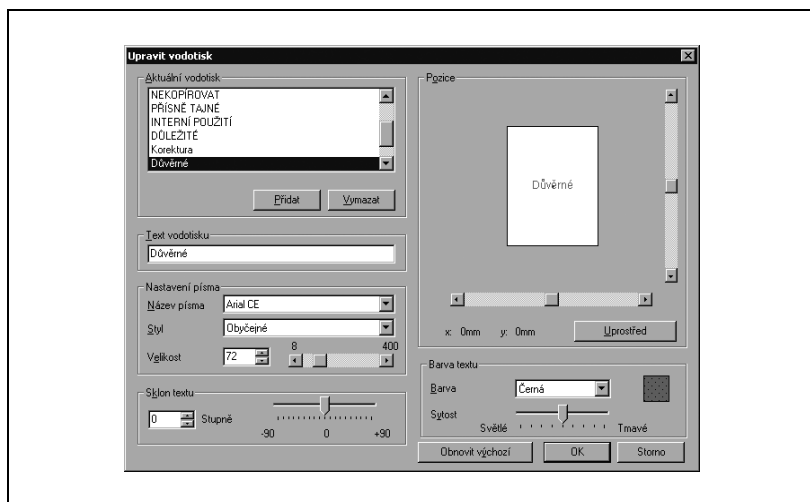 Upravit vodotisk
Aktuální vodotisk
NEKOPÍROVAT
PŘÍSNĚ TAJNÉ
INTERNÍ POUŽITÍ
DŮLEŽITÉ
Korektura
Důvěrné
Přidat Vymazat
Text vodotisku
Důvěrné
Nastavení písma
Název písma Arial CE
Styl Obyčejné
Velikost 72 8 400
Sklon textu
0 Stupně
-90 0 +90
Pozice
Důvěrné
x: 0mm y: 0mm Uprostřed
Barva textu
Barva Černá
Sytost
Světlé Tmavé
Obnovit výchozí OK Storno